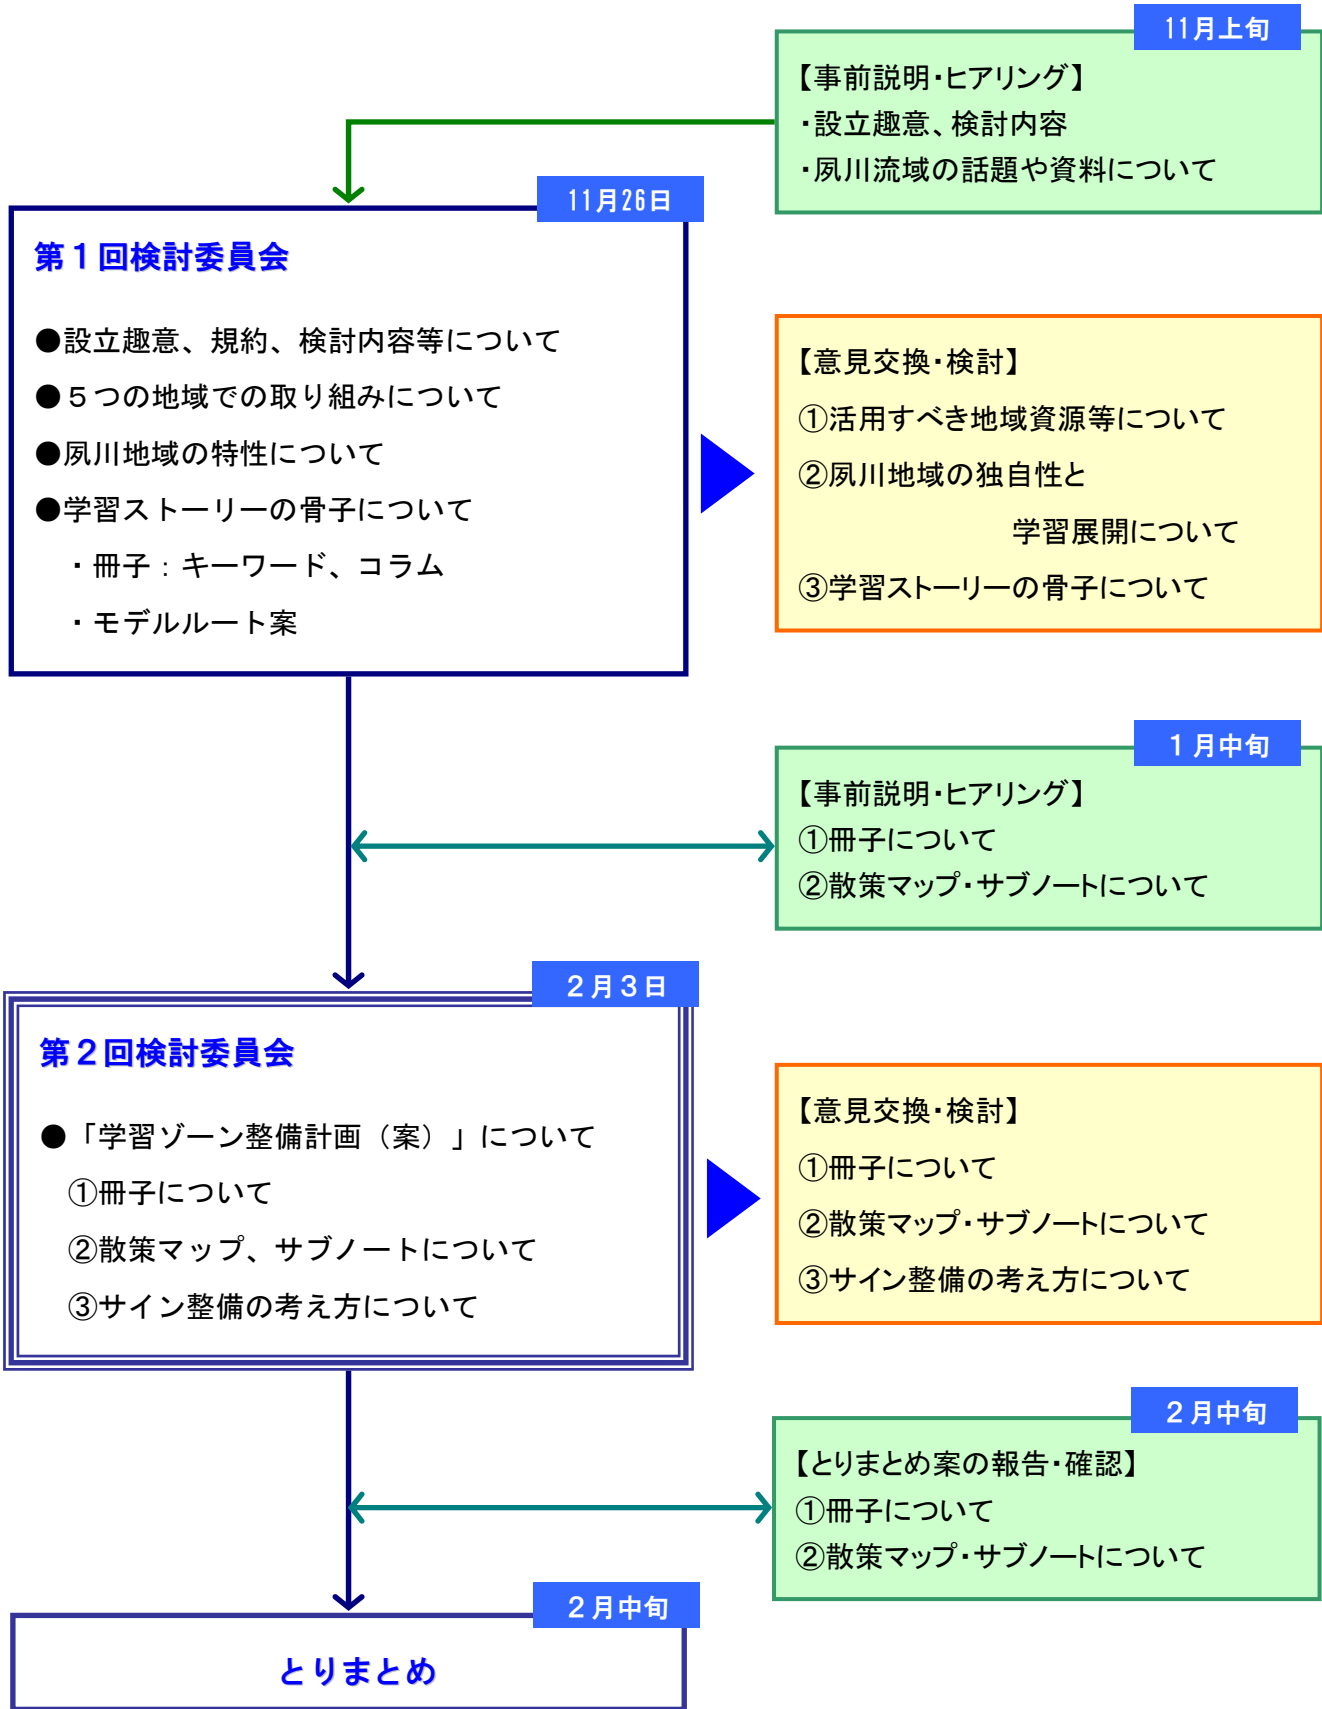 11月上旬
【事前説明・ヒアリング】
・設立趣意、検討内容
・夙川流域の話題や資料について
11月26日
第1回検討委員会
●設立趣意、規約、検討内容等について
●５つの地域での取り組みについて
●夙川地域の特性について
●学習ストーリーの骨子について
・冊子：キーワード、コラム
・モデルルート案
【意見交換・検討】
①活用すべき地域資源等について
②夙川地域の独自性と
学習展開について
③学習ストーリーの骨子について
１月中旬
【事前説明・ヒアリング】
①冊子について
②散策マップ・サブノートについて
２月３日
第２回検討委員会
●「学習ゾーン整備計画（案）」について
①冊子について
②散策マップ、サブノートについて
③サイン整備の考え方について
【意見交換・検討】
①冊子について
②散策マップ・サブノートについて
③サイン整備の考え方について
２月中旬
【とりまとめ案の報告・確認】
①冊子について
②散策マップ・サブノートについて
２月中旬
とりまとめ